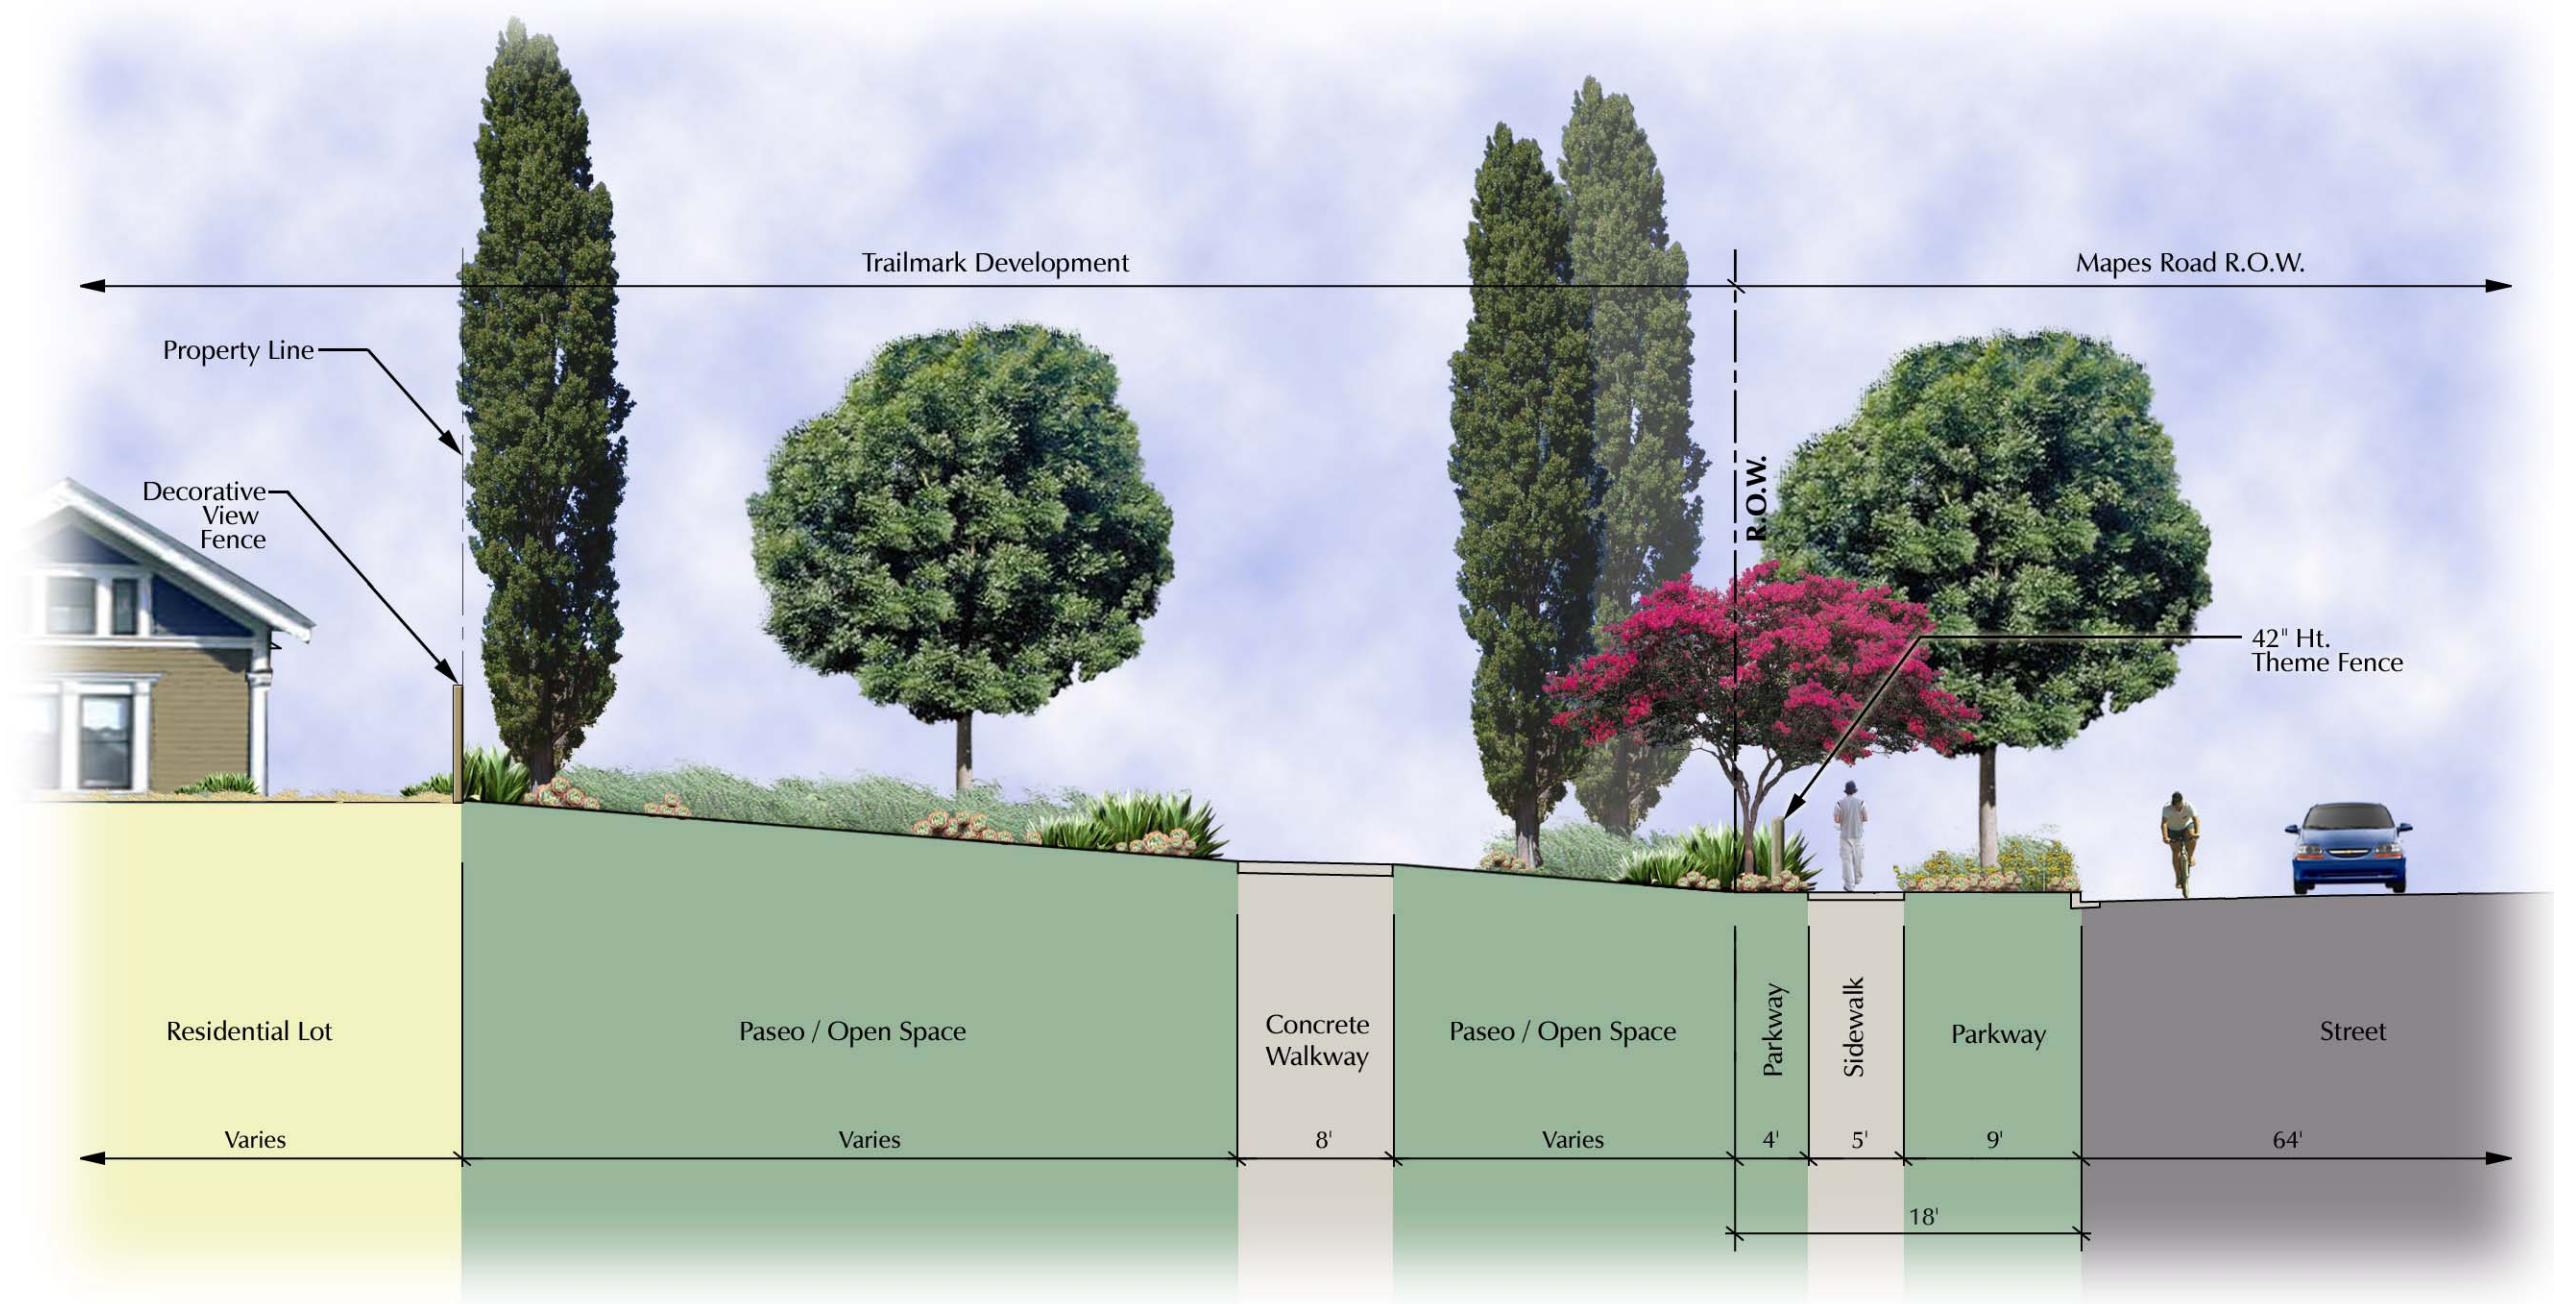 Trailmark Development
Mapes Road R.O.W.
Property Line
Decorative
View
Fence
R.O.W.
42" Ht.
Theme Fence
Residential Lot
Paseo / Open Space
Concrete
Walkway
Paseo / Open Space
Parkway
Sidewalk
Parkway
Street
Varies
Varies
8'
Varies
4'
5'
9'
64'
18'